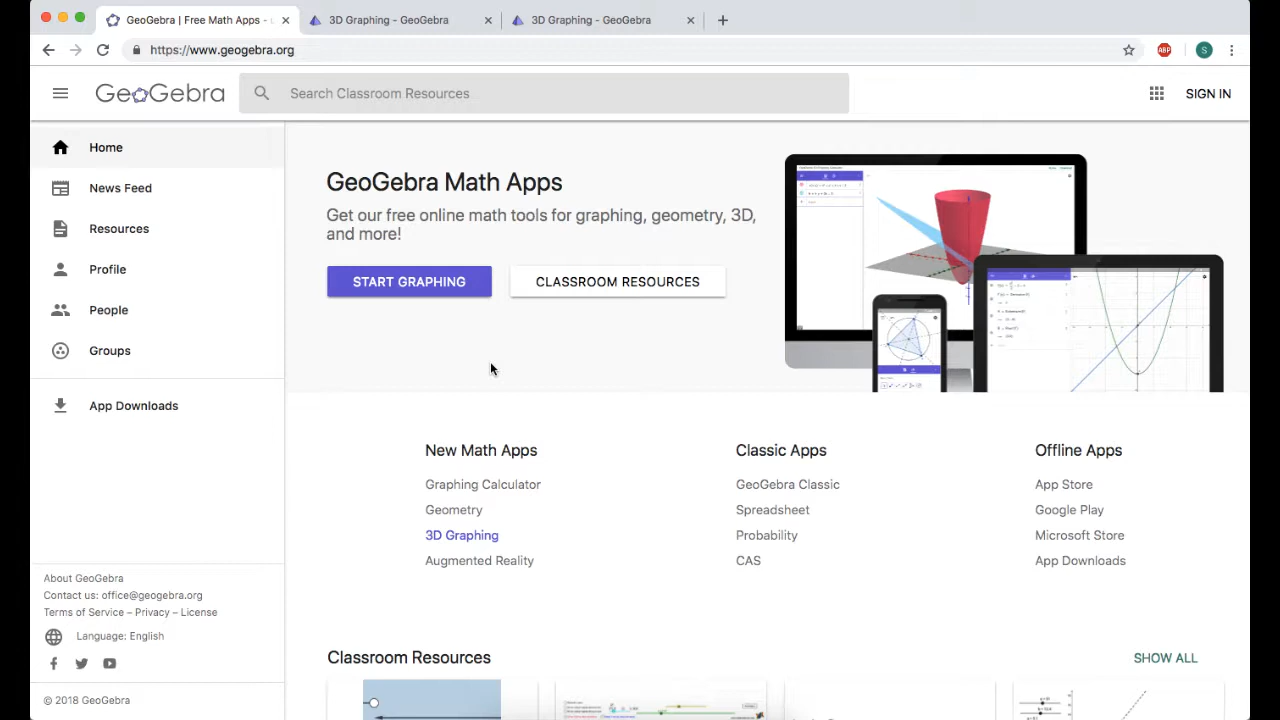 GeoGebra | Free Math Apps -
3D Graphing - GeoGebra
3D Graphing - GeoGebra
https://www.geogebra.org
ABP
S
GeoGebra
Search Classroom Resources
SIGN IN
Home
News Feed
Resources
Profile
People
Groups
App Downloads
GeoGebra Math Apps
Get our free online math tools for graphing, geometry, 3D,
and more!
START GRAPHING
CLASSROOM RESOURCES
New Math Apps
Graphing Calculator
Geometry
3D Graphing
Augmented Reality
Classic Apps
GeoGebra Classic
Spreadsheet
Probability
CAS
Offline Apps
App Store
Google Play
Microsoft Store
App Downloads
About GeoGebra
Contact us: office@geogebra.org
Terms of Service – Privacy – License
Language: English
© 2018 GeoGebra
Classroom Resources
SHOW ALL